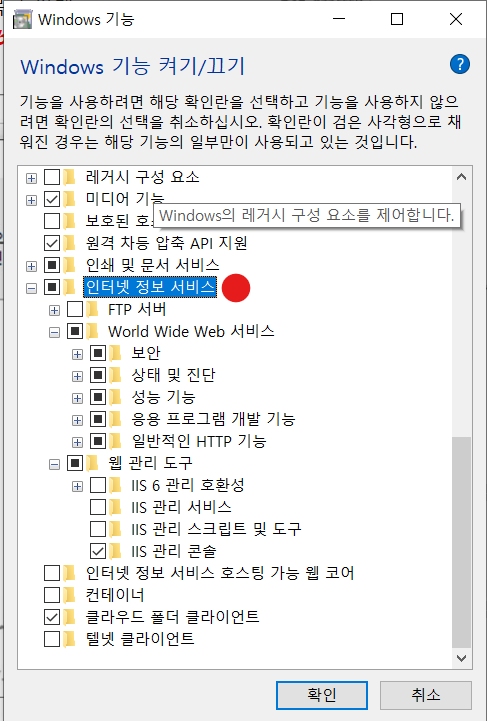 Windows 기능
Windows 기능 켜기/끄기
기능을 사용하려면 해당 확인란을 선택하고 기능을 사용하지 않으
려면 확인란의 선택을 취소하십시오. 확인란이 검은 사각형으로 채
워진 경우는 해당 기능의 일부만이 사용되고 있는 것입니다.
레거시 구성 요소
미디어 기능
Windows의 레거시 구성 요소를 제어합니다.
보호된
원격 차등 압축 API 지원
인쇄 및 문서 서비스
인터넷 정보 서비스
FTP 서버
World Wide Web 서비스
보안
상태 및 진단
성능 기능
응용 프로그램 개발 기능
일반적인 HTTP 기능
웹 관리 도구
IIS 6 관리 호환성
IIS 관리 서비스
IIS 관리 스크립트 및 도구
IIS 관리 콘솔
인터넷 정보 서비스 호스팅 가능 웹 코어
컨테이너
클라우드 폴더 클라이언트
텔넷 클라이언트
확인
취소